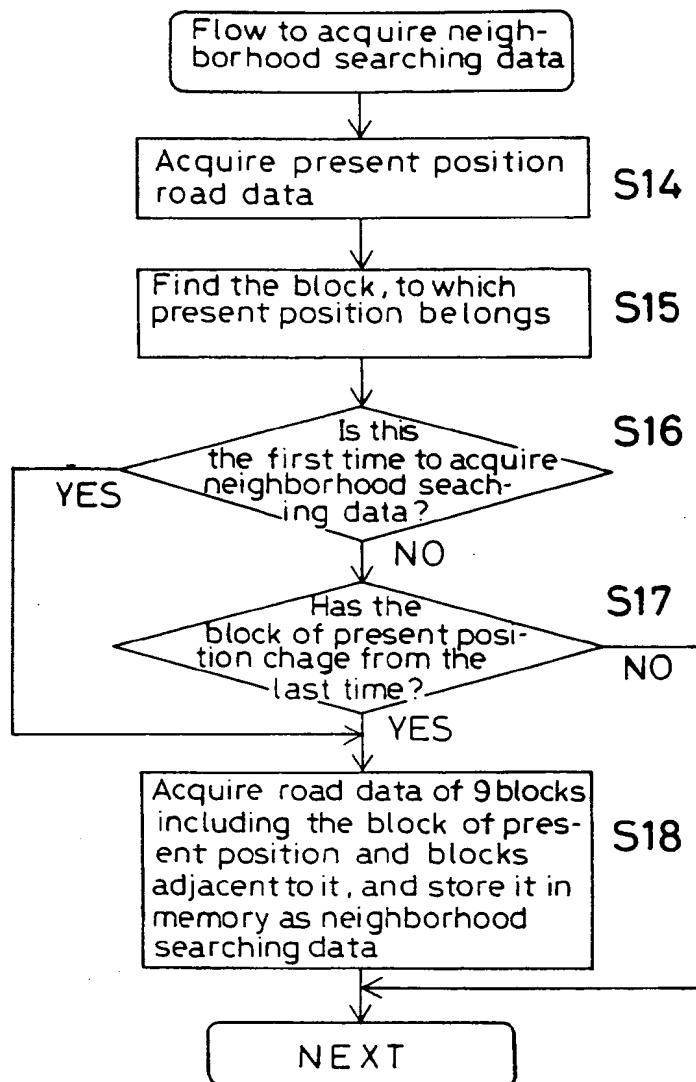 Flow to acquire neigh-
borhood searching data
Acquire present position
road data
S14
Find the block, to which
present position belongs
S15
Is this
the first time to acquire
neighborhood seach-
ing data?
S16
YES
NO
Has the
block of present posi-
tion chage from the
last time?
S17
NO
YES
Acquire road data of 9 blocks
including the block of pres-
ent position and blocks
adjacent to it, and store it in
memory as neighborhood
searching data
S18
NEXT